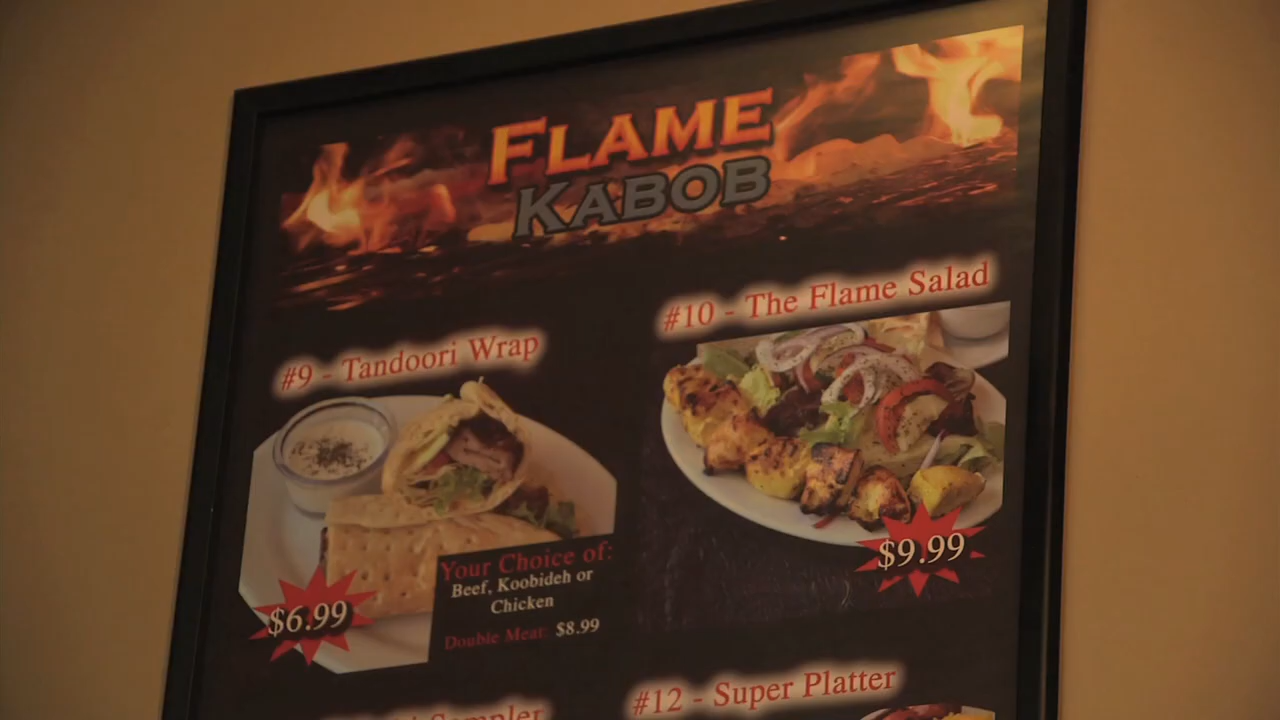 FLAME
KABOB
#9 - Tandoori Wrap
$6.99
Your Choice of:
Beef, Koobideh or
Chicken
Double Meat: $8.99
#10 - The Flame Salad
$9.99
Sampler
#12 - Super Platter